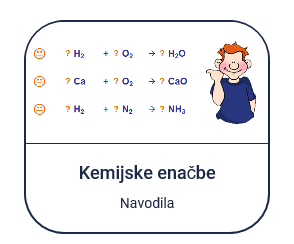 ? H₂ + ? O₂ → ? H₂O
? Ca + ? O₂ → ? CaO
? H₂ + ? N₂ → ? NH₃
Kemijske enačbe
Navodila